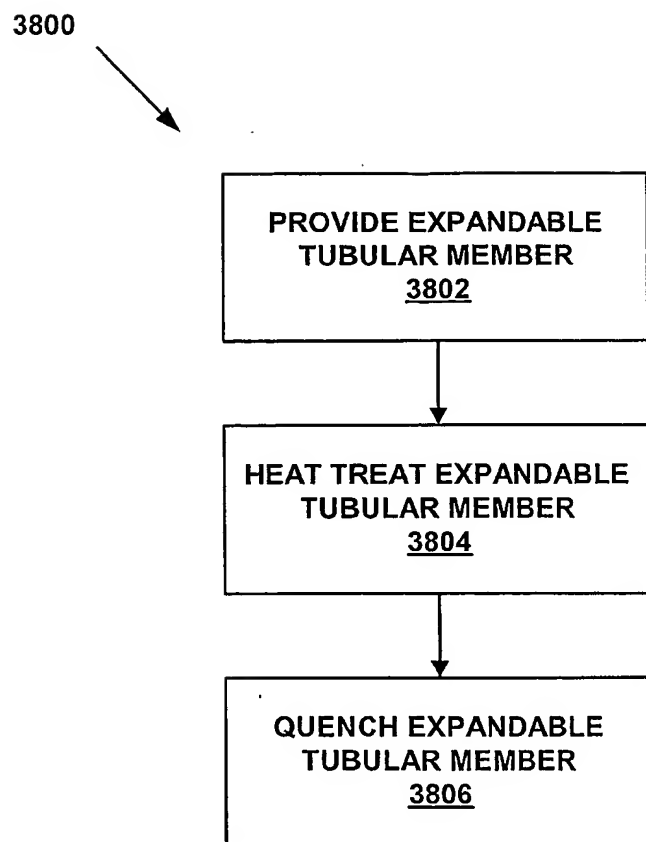 3800
PROVIDE EXPANDABLE
TUBULAR MEMBER
3802
HEAT TREAT EXPANDABLE
TUBULAR MEMBER
3804
QUENCH EXPANDABLE
TUBULAR MEMBER
3806